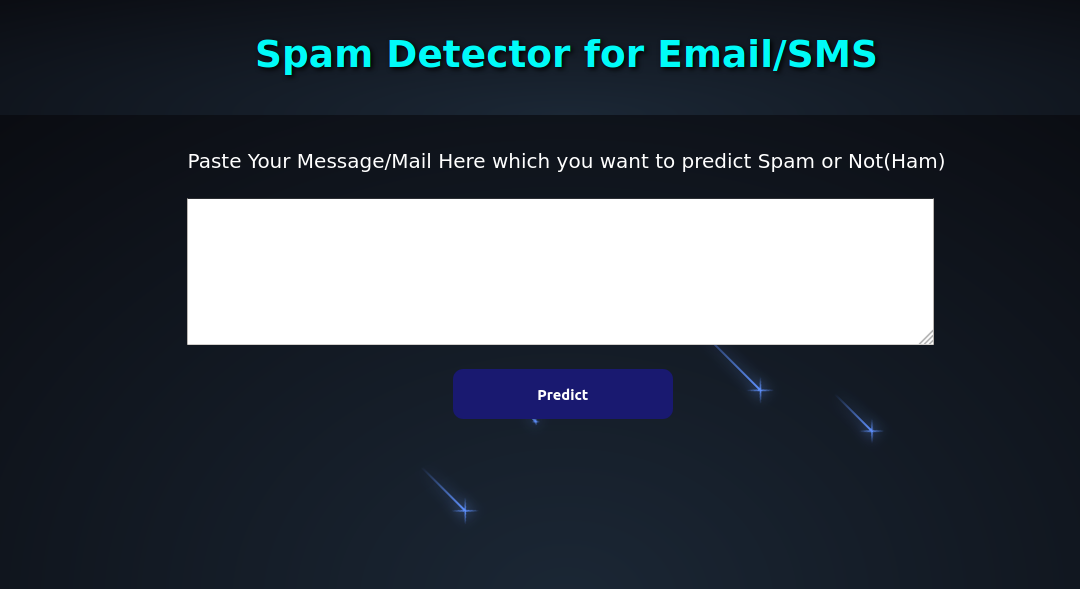 Spam Detector for Email/SMS
Paste Your Message/Mail Here which you want to predict Spam or Not(Ham)
Predict